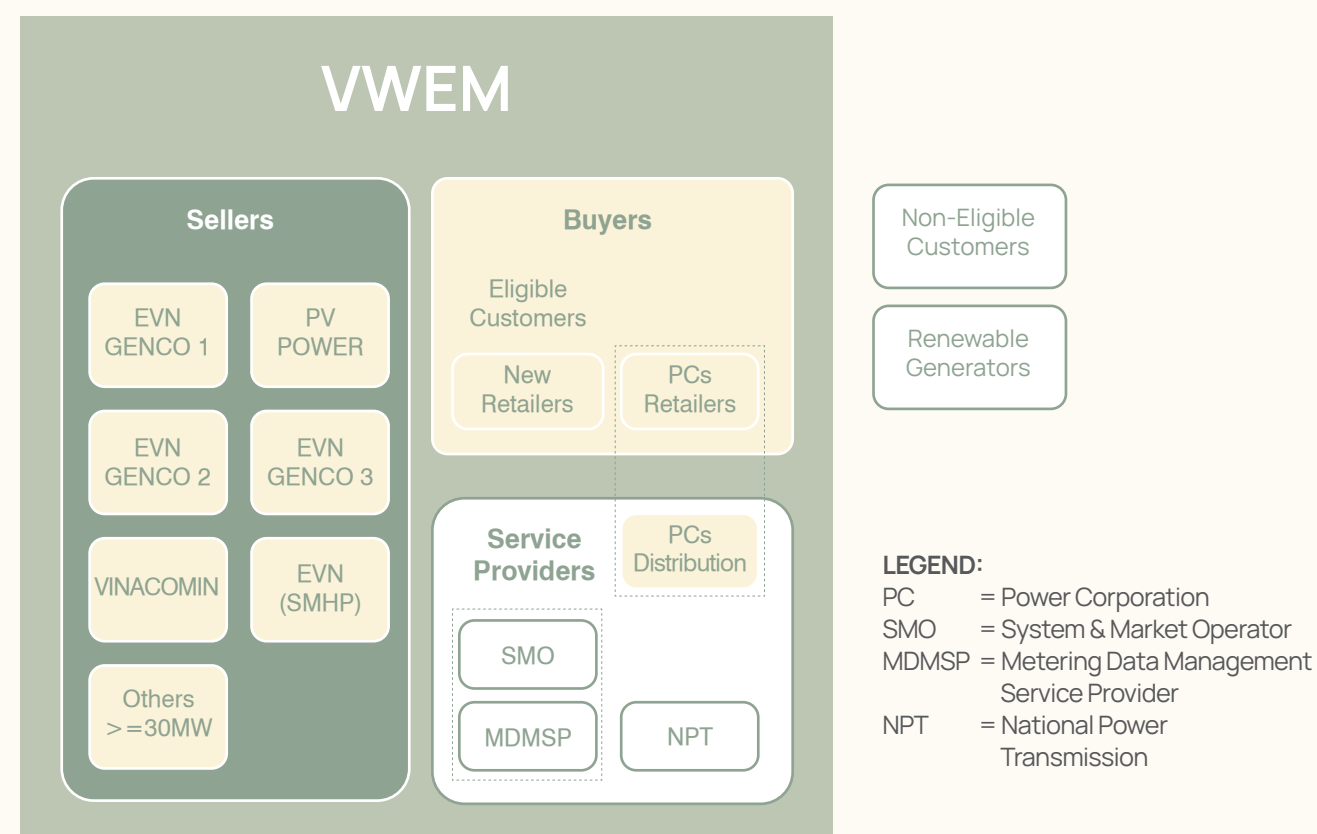 VWEM
Sellers
EVN
GENCO 1
PV
POWER
EVN
GENCO 2
EVN
GENCO 3
VINACOMIN
EVN
(SMHP)
Others
>=30MW
Buyers
Eligible
Customers
New
Retailers
PCs
Retailers
Service
Providers
PCs
Distribution
SMO
MDMSP
NPT
Non-Eligible
Customers
Renewable
Generators
LEGEND:
PC = Power Corporation
SMO = System & Market Operator
MDMSP = Metering Data Management
Service Provider
NPT = National Power
Transmission